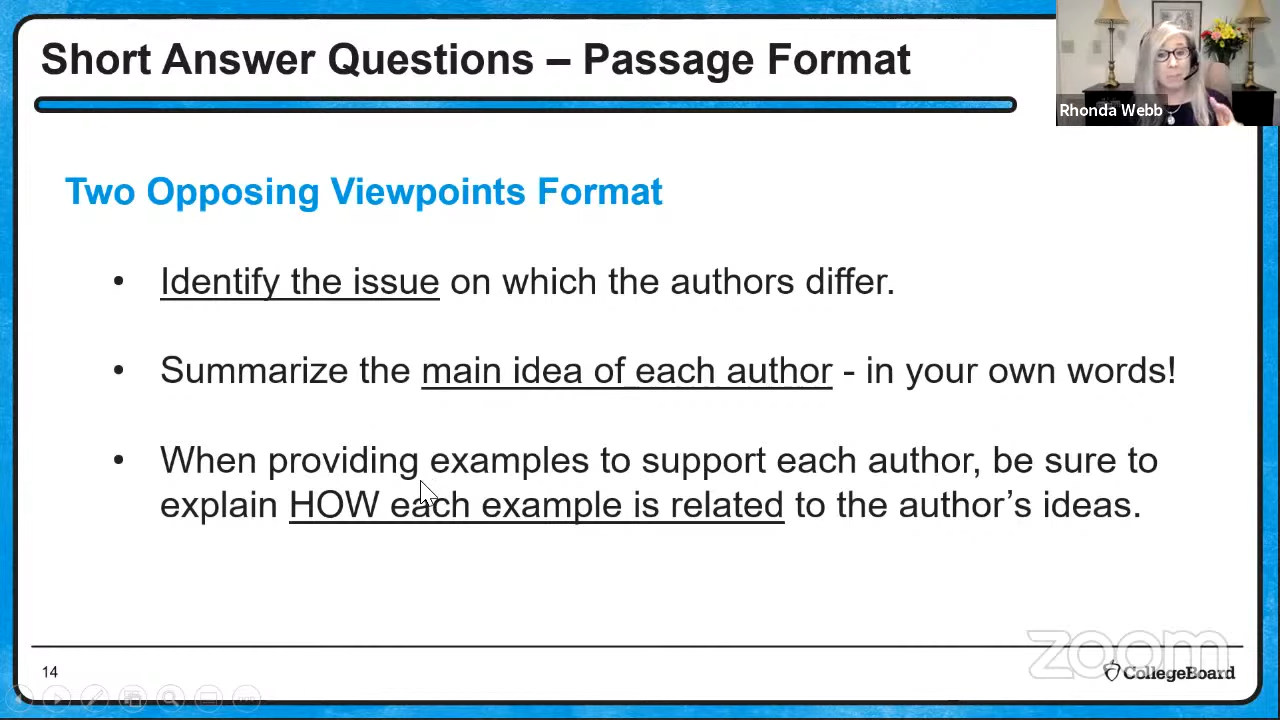 Short Answer Questions – Passage Format
Rhonda Webb
Two Opposing Viewpoints Format
• Identify the issue on which the authors differ.
• Summarize the main idea of each author - in your own words!
• When providing examples to support each author, be sure to
explain HOW each example is related to the author’s ideas.
zoom
14
CollegeBoard